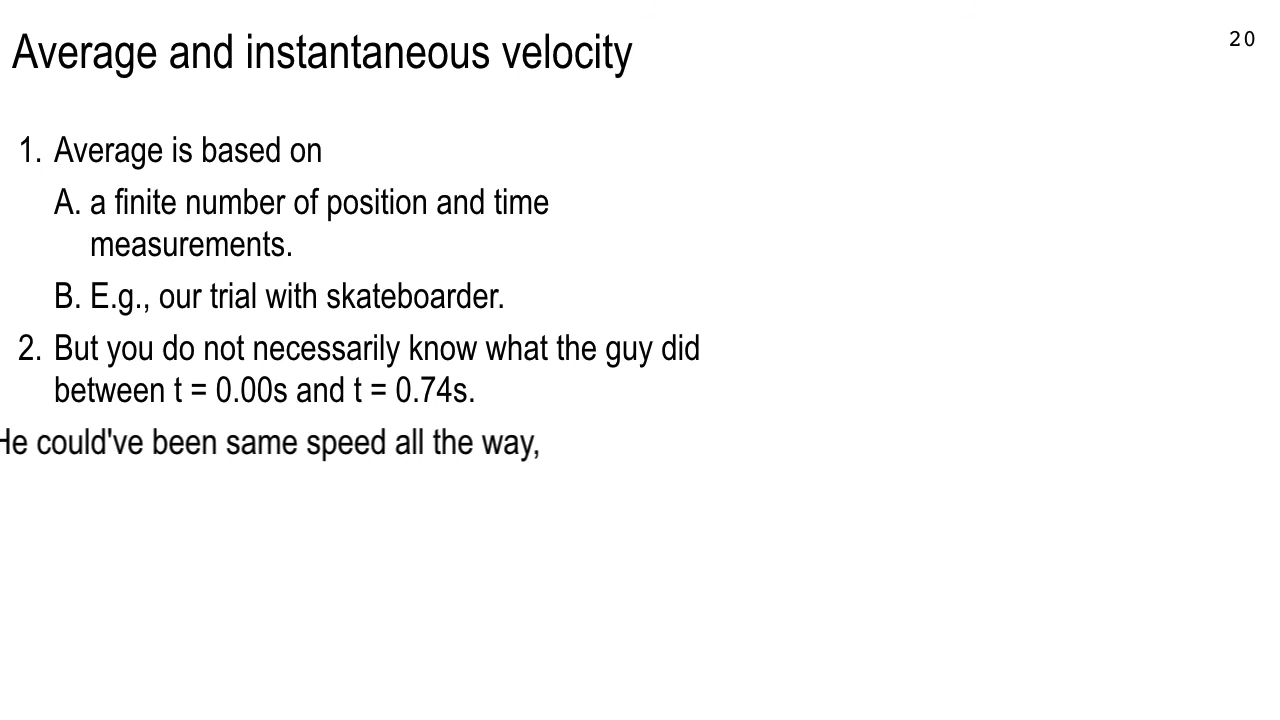 Average and instantaneous velocity
20
1. Average is based on
A. a finite number of position and time
measurements.
B. E.g., our trial with skateboarder.
2. But you do not necessarily know what the guy did
between t = 0.00s and t = 0.74s.
He could've been same speed all the way,